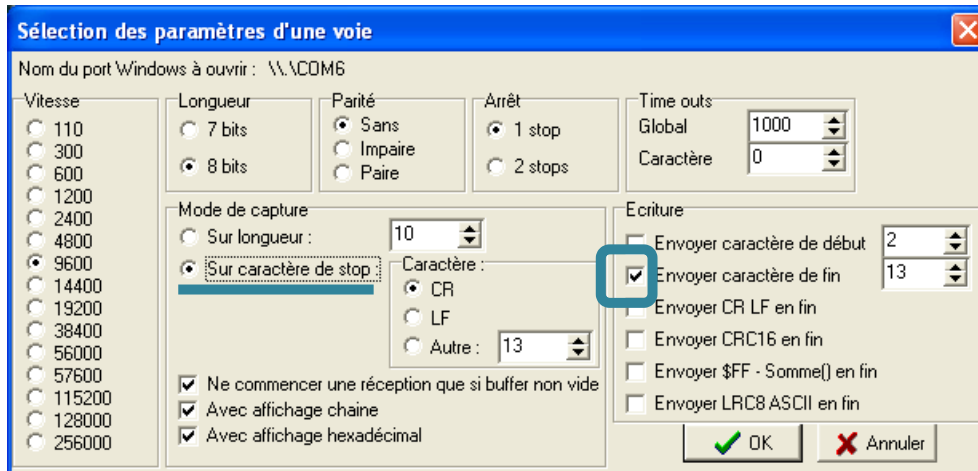 Sélection des paramètres d'une voie
Nom du port Windows à ouvrir : \\.\COM6
Vitesse
110
300
600
1200
2400
4800
9600
14400
19200
38400
56000
57600
115200
128000
256000
Longueur
7 bits
8 bits
Parité
Sans
Impaire
Paire
Arrêt
1 stop
2 stops
Time outs
Global 1000
Caractère 0
Mode de capture
Sur longueur : 10
Sur caractère de stop :
Caractère :
CR
LF
Autre : 13
Ne commencer une réception que si buffer non vide
Avec affichage chaine
Avec affichage hexadécimal
Ecriture
Envoyer caractère de début 2
Envoyer caractère de fin 13
Envoyer CR LF en fin
Envoyer CRC16 en fin
Envoyer $FF - Somme() en fin
Envoyer LRC8 ASCII en fin
OK
Annuler